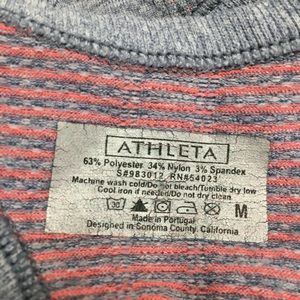 ATHLETA
63% Polyester 34% Nylon 3% Spandex
S#983012 RN#54023
Machine wash cold/Do not bleach/Tumble dry low
Cool iron if needed/Do not dry clean
30
M
Made in Portugal
Designed in Sonoma County, California